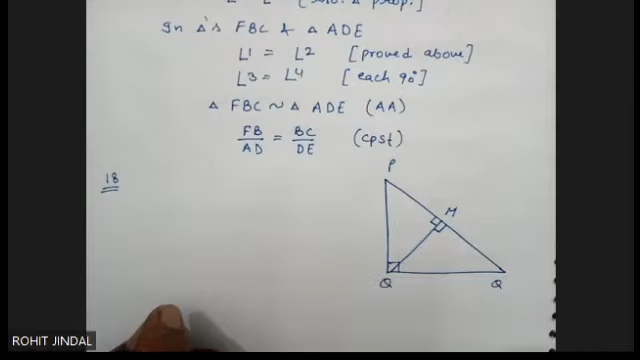 In Δ's FBC & Δ ADE
∠1 = ∠2 [proved above]
∠3 = ∠4 [each 90°]
Δ FBC ~ Δ ADE (AA)
FB/AD = BC/DE (cpst)
18
P
M
Q
Q
ROHIT JINDAL